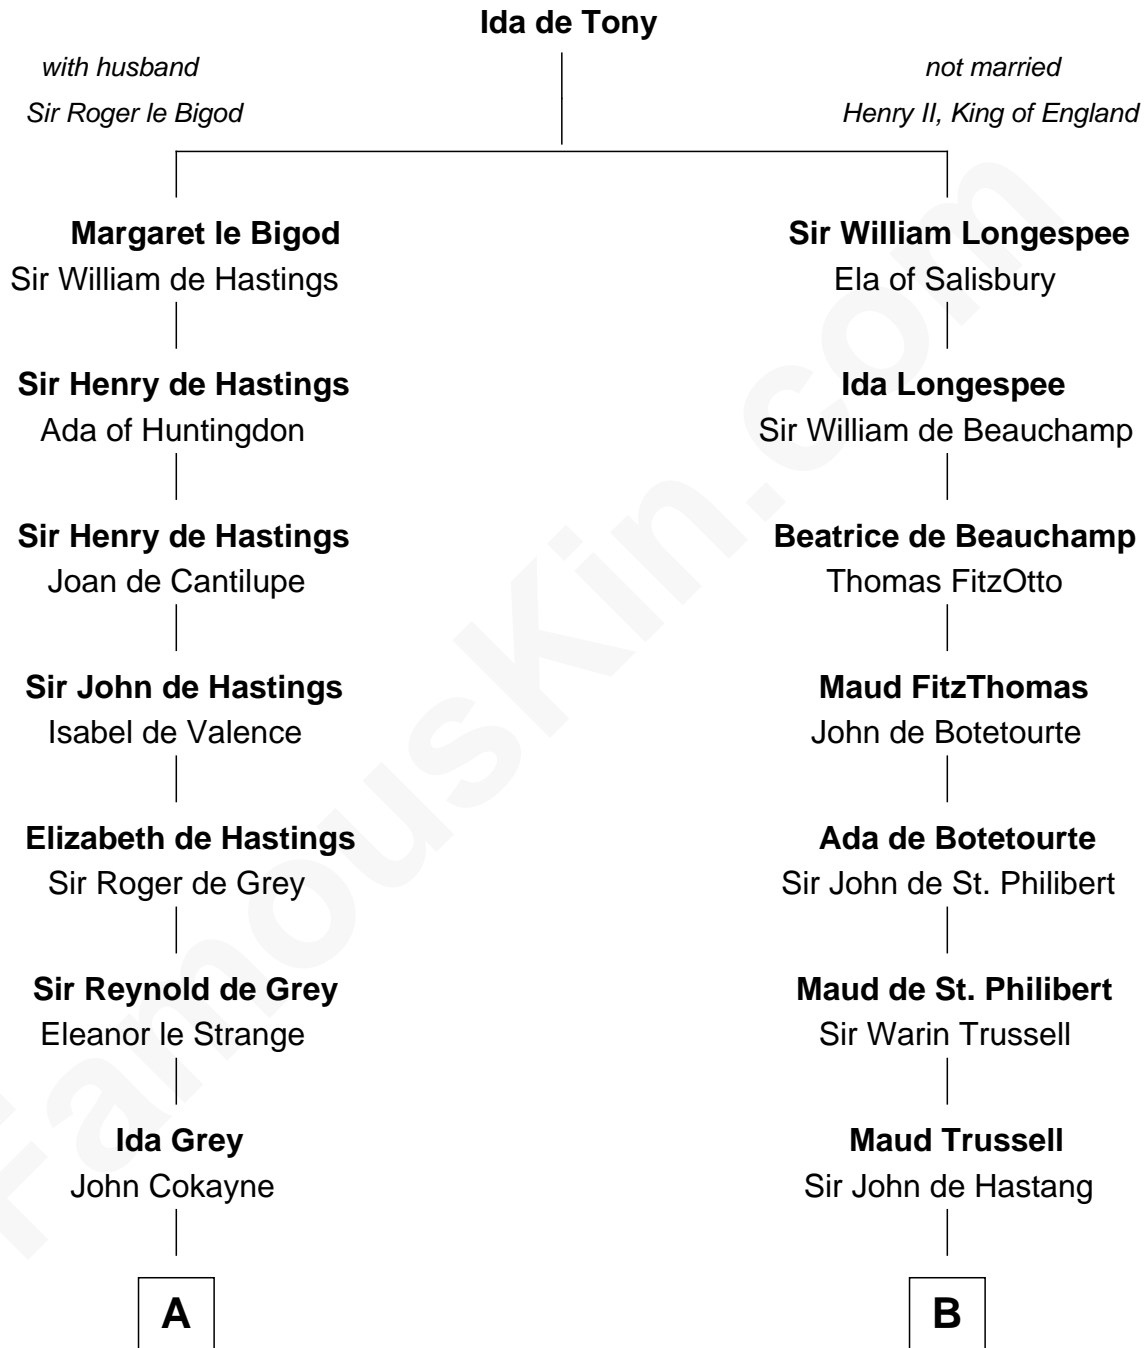 Ida de Tony
with husband
Sir Roger le Bigod
not married
Henry II, King of England
Margaret le Bigod
Sir William de Hastings
Sir William Longespee
Ela of Salisbury
Sir Henry de Hastings
Ada of Huntingdon
Ida Longespee
Sir William de Beauchamp
Sir Henry de Hastings
Joan de Cantilupe
Beatrice de Beauchamp
Thomas FitzOtto
Sir John de Hastings
Isabel de Valence
Maud FitzThomas
John de Botetourte
Elizabeth de Hastings
Sir Roger de Grey
Ada de Botetourte
Sir John de St. Philibert
Sir Reynold de Grey
Eleanor le Strange
Maud de St. Philibert
Sir Warin Trussell
Ida Grey
John Cokayne
Maud Trussell
Sir John de Hastang
A
B
FamousKin.com